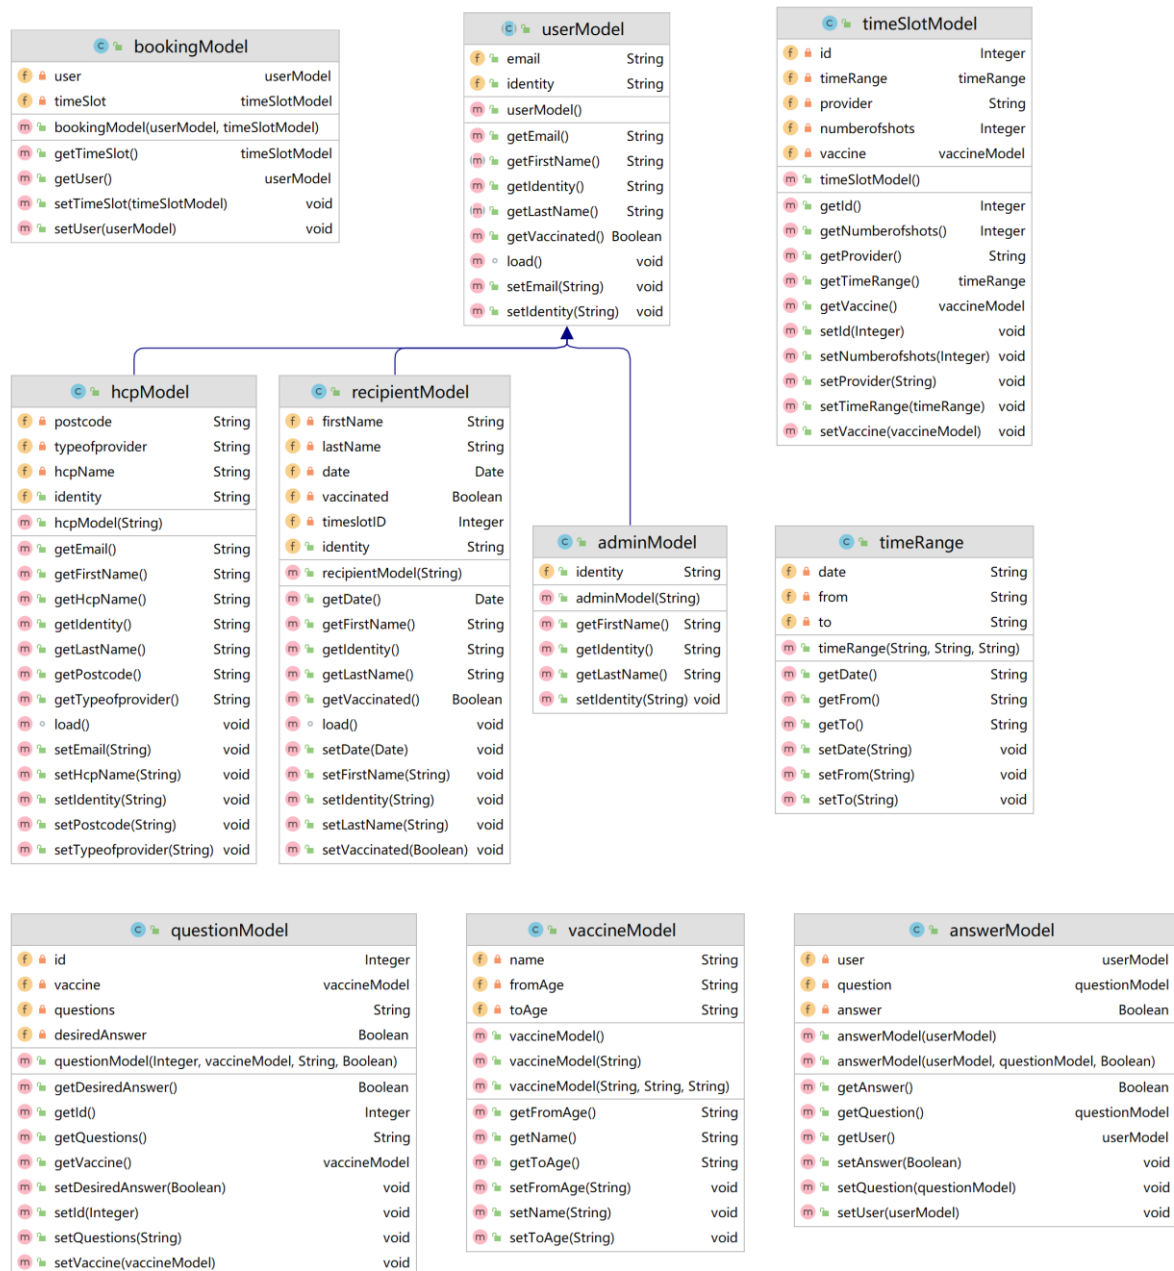 bookingModel
user userModel
timeSlot timeSlotModel
bookingModel(userModel, timeSlotModel)
getTimeSlot() timeSlotModel
getUser() userModel
setTimeSlot(timeSlotModel) void
setUser(userModel) void
userModel
email String
identity String
userModel()
getEmail() String
getFirstName() String
getIdentity() String
getLastName() String
getVaccinated() Boolean
load() void
setEmail(String) void
setIdentity(String) void
timeSlotModel
id Integer
timeRange timeRange
provider String
numberofshots Integer
vaccine vaccineModel
timeSlotModel()
getId() Integer
getNumberofshots() Integer
getProvider() String
getTimeRange() timeRange
getVaccine() vaccineModel
setId(Integer) void
setNumberofshots(Integer) void
setProvider(String) void
setTimeRange(timeRange) void
setVaccine(vaccineModel) void
hcpModel
postcode String
typeofprovider String
hcpName String
identity String
hcpModel(String)
getEmail() String
getFirstName() String
getHcpName() String
getIdentity() String
getLastName() String
getPostcode() String
getTypeofprovider() String
load() void
setEmail(String) void
setHcpName(String) void
setIdentity(String) void
setPostcode(String) void
setTypeofprovider(String) void
recipientModel
firstName String
lastName String
date Date
vaccinated Boolean
timeslotID Integer
identity String
recipientModel(String)
getDate() Date
getFirstName() String
getIdentity() String
getLastName() String
getVaccinated() Boolean
load() void
setDate(Date) void
setFirstName(String) void
setIdentity(String) void
setLastName(String) void
setVaccinated(Boolean) void
adminModel
identity String
adminModel(String)
getFirstName() String
getIdentity() String
getLastName() String
setIdentity(String) void
timeRange
date String
from String
to String
timeRange(String, String, String)
getDate() String
getFrom() String
getTo() String
setDate(String) void
setFrom(String) void
setTo(String) void
questionModel
id Integer
vaccine vaccineModel
questions String
desiredAnswer Boolean
questionModel(Integer, vaccineModel, String, Boolean)
getDesiredAnswer() Boolean
getId() Integer
getQuestions() String
getVaccine() vaccineModel
setDesiredAnswer(Boolean) void
setId(Integer) void
setQuestions(String) void
setVaccine(vaccineModel) void
vaccineModel
name String
fromAge String
toAge String
vaccineModel()
vaccineModel(String)
vaccineModel(String, String, String)
getFromAge() String
getName() String
getToAge() String
setFromAge(String) void
setName(String) void
setToAge(String) void
answerModel
user userModel
question questionModel
answer Boolean
answerModel(userModel)
answerModel(userModel, questionModel, Boolean)
getAnswer() Boolean
getQuestion() questionModel
getUser() userModel
setAnswer(Boolean) void
setQuestion(questionModel) void
setUser(userModel) void